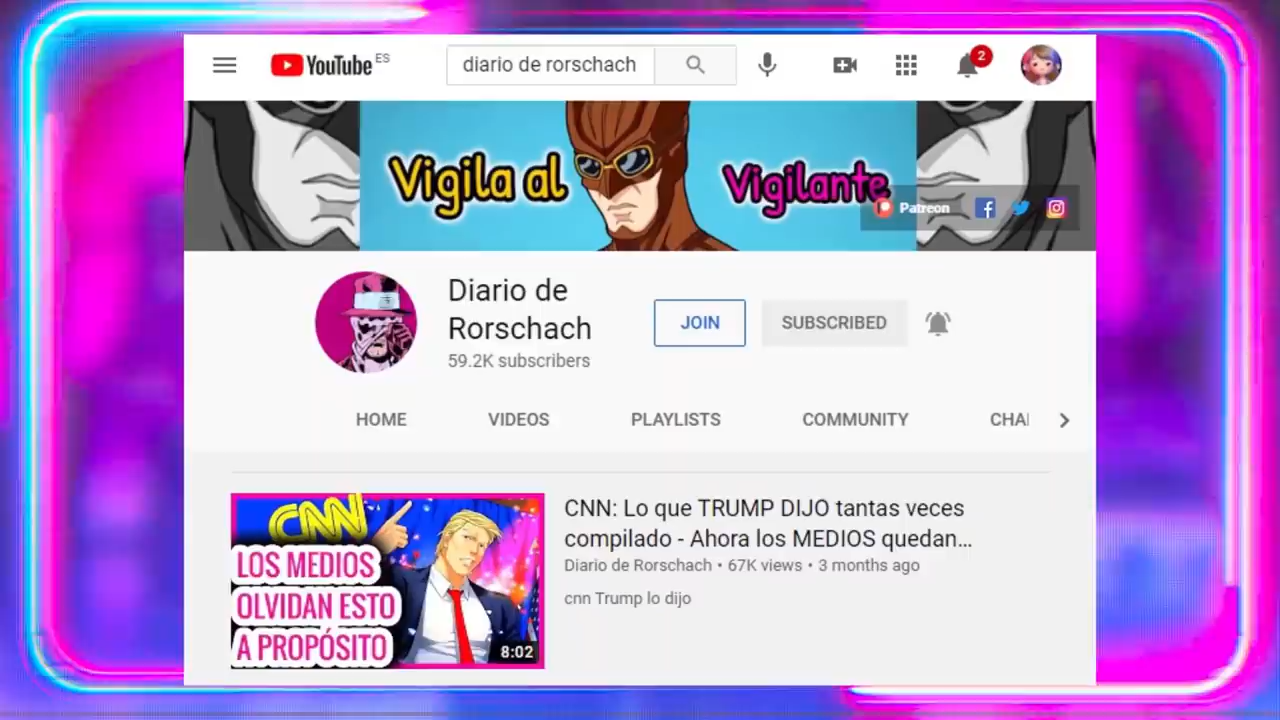 YouTube ES
diario de rorschach
2
Vigila al
Vigilante
Patreon
Diario de
Rorschach
59.2K subscribers
JOIN
SUBSCRIBED
HOME
VIDEOS
PLAYLISTS
COMMUNITY
CHA
CNN
LOS MEDIOS
OLVIDAN ESTO
A PROPÓSITO
8:02
CNN: Lo que TRUMP DIJO tantas veces
compilado - Ahora los MEDIOS quedan...
Diario de Rorschach • 67K views • 3 months ago
cnn Trump lo dijo